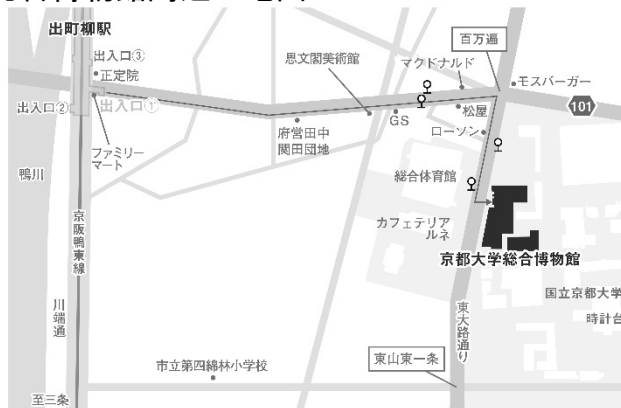 出町柳駅
百万遍
出入口③
正定院
思文閣美術館
マクドナルド
モスバーガー
101
出入口②
出入口①
松屋
GS
ローソン
府営田中
関田団地
ファミリー
マート
鴨川
総合体育館
カフェテリア
ルネ
京都大学総合博物館
京阪鴨東線
国立京都大学
時計台
川端通
東大路通り
東山東一条
市立第四錦林小学校
至三条